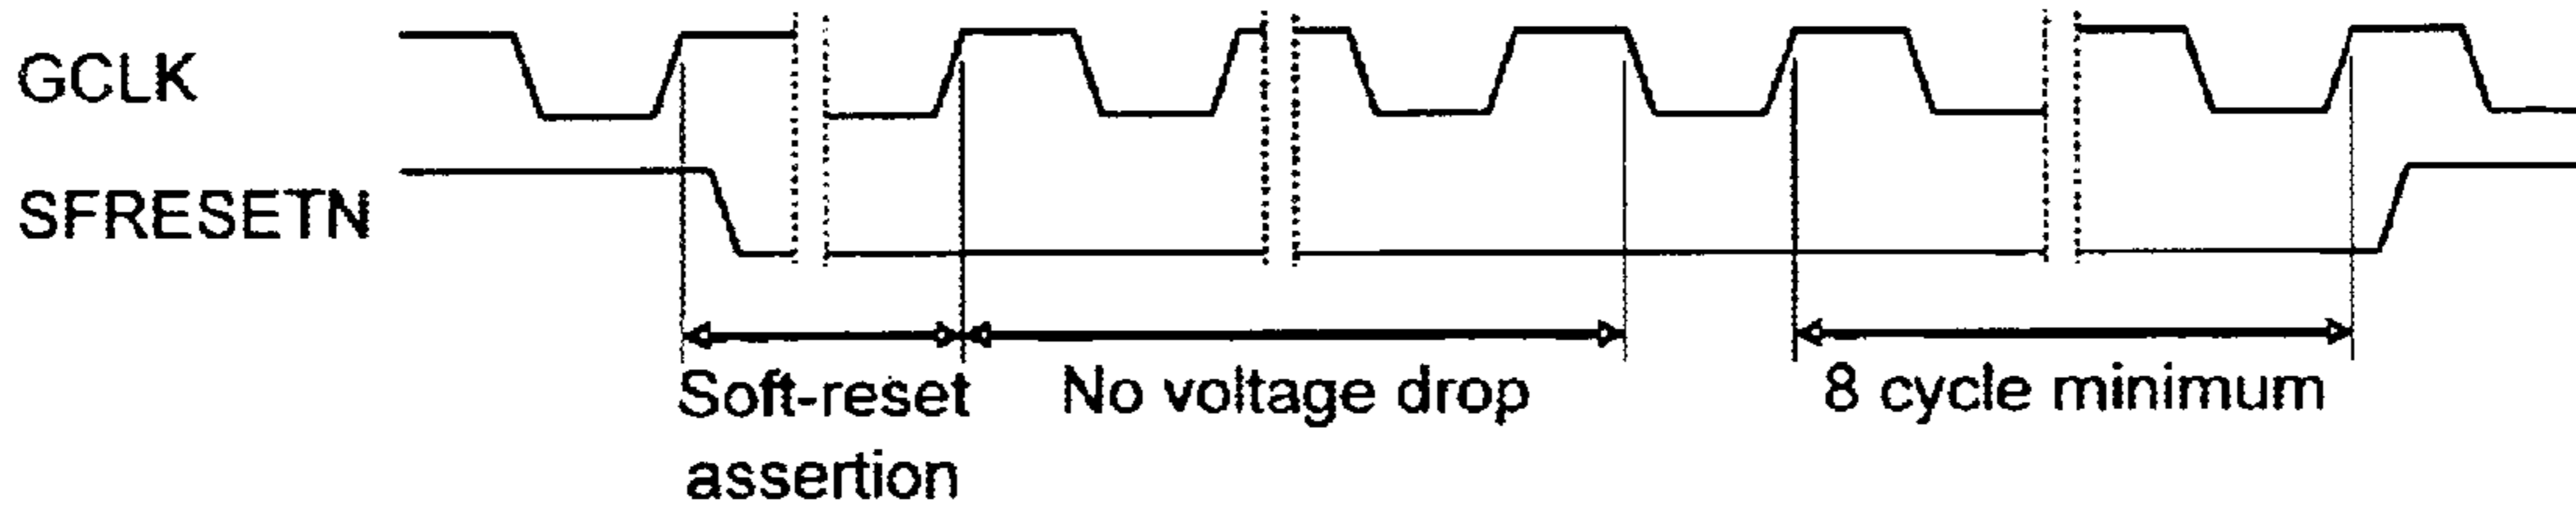 GCLK
SFRESETN
Soft-reset
assertion
No voltage drop
8 cycle minimum